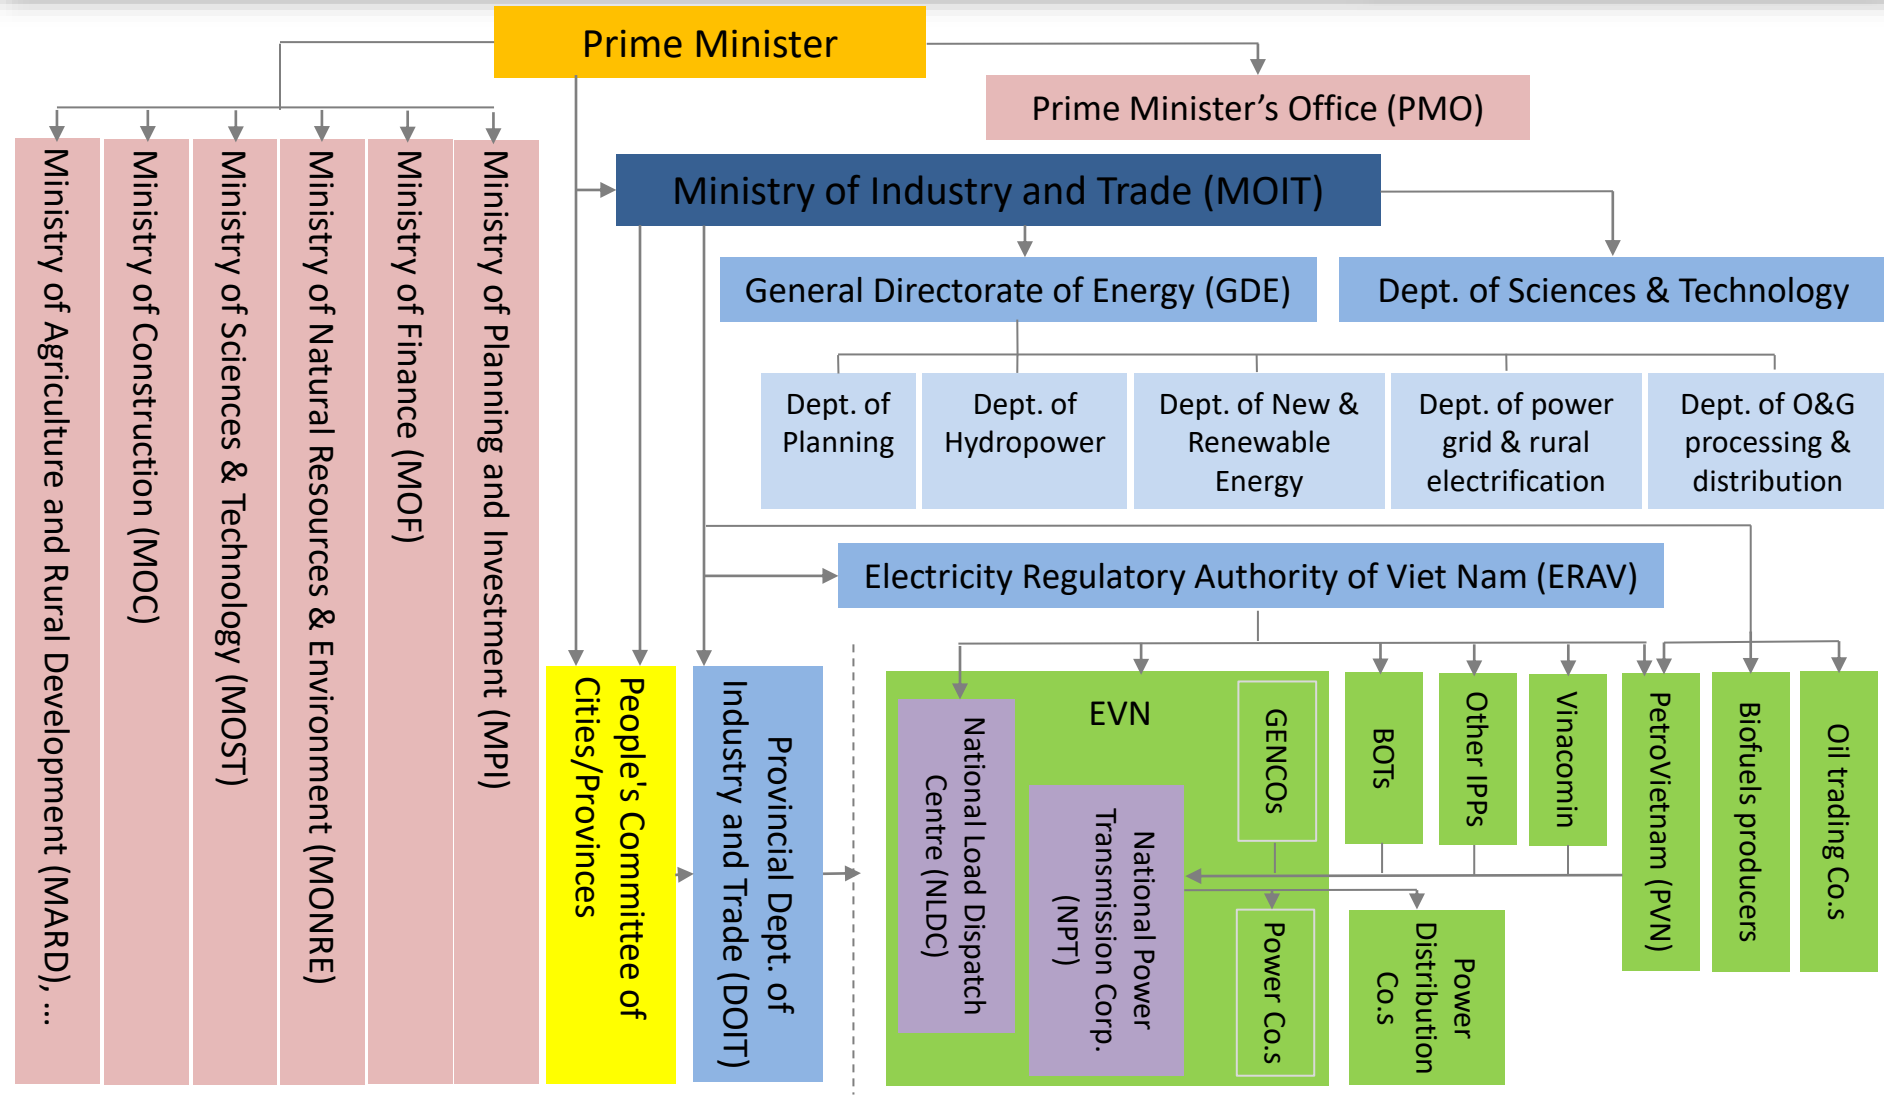 Prime Minister
Prime Minister’s Office (PMO)
Ministry of Industry and Trade (MOIT)
General Directorate of Energy (GDE)
Dept. of Sciences & Technology
Ministry of Agriculture and Rural Development (MARD), ...
Ministry of Construction (MOC)
Ministry of Sciences & Technology (MOST)
Ministry of Natural Resources & Environment (MONRE)
Ministry of Finance (MOF)
Ministry of Planning and Investment (MPI)
Dept. of
Planning
Dept. of
Hydropower
Dept. of New &
Renewable
Energy
Dept. of power
grid & rural
electrification
Dept. of O&G
processing &
distribution
Electricity Regulatory Authority of Viet Nam (ERAV)
People's Committee of
Cities/Provinces
Provincial Dept. of
Industry and Trade (DOIT)
EVN
National Load Dispatch
Centre (NLDC)
National Power
Transmission Corp.
(NPT)
GENCOs
Power Co.s
BOTs
Other IPPs
Vinacomin
PetroVietnam (PVN)
Biofuels producers
Oil trading Co.s
Power
Distribution
Co.s